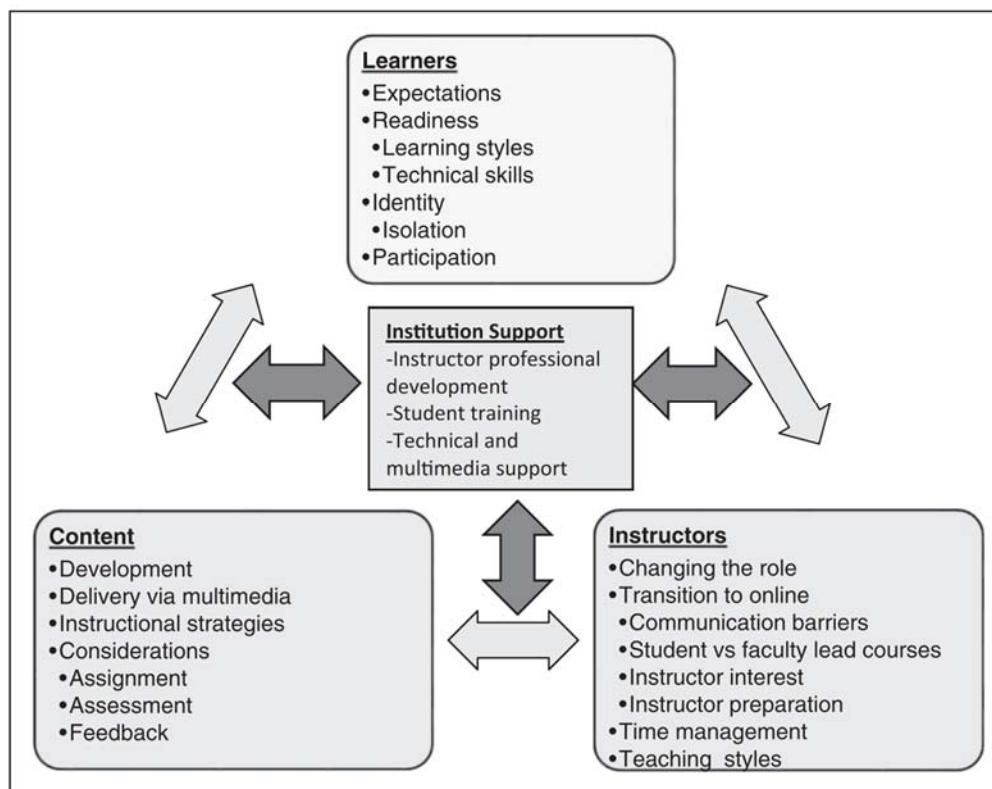 Learners
•Expectations
•Readiness
•Learning styles
•Technical skills
•Identity
•Isolation
•Participation
Institution Support
-Instructor professional
development
-Student training
-Technical and
multimedia support
Content
•Development
•Delivery via multimedia
•Instructional strategies
•Considerations
•Assignment
•Assessment
•Feedback
Instructors
•Changing the role
•Transition to online
•Communication barriers
•Student vs faculty lead courses
•Instructor interest
•Instructor preparation
•Time management
•Teaching styles